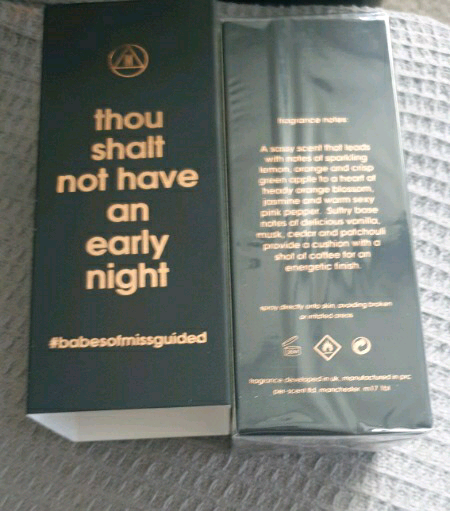 thou
shalt
not have
an
early
night
#babesofmissguided
fragrance notes
A sassy scent that leads
with notes of sparkling
lemon, orange and crisp
green apple to a heart of
heady orange blossom,
jasmine and warm sexy
pink pepper. Sultry base
notes of delicious vanilla,
musk, cedar and patchouli
provide a cushion with a
shot of coffee for an
energetic finish.
spray directly onto skin, avoiding broken
or irritated areas
fragrance developed in uk, manufactured in prc
per-scent ltd, manchester m17